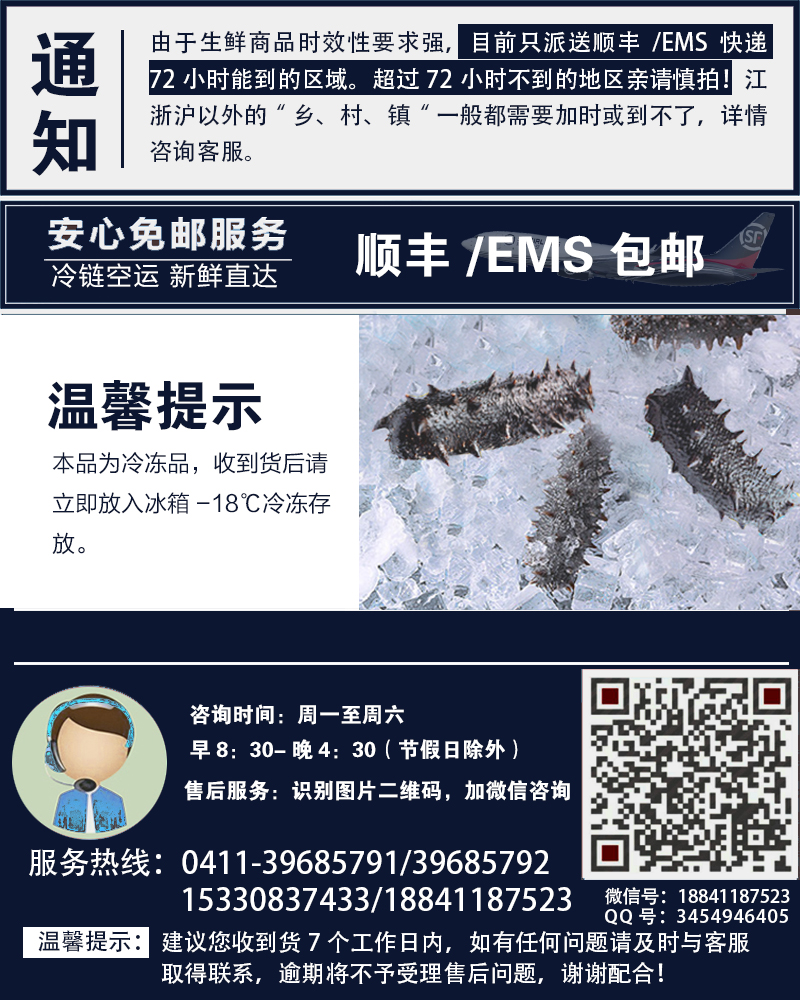 通知
由于生鲜商品时效性要求强, 目前只派送顺丰 /EMS 快递
72 小时能到的区域。超过 72 小时不到的地区亲请慎拍! 江
浙沪以外的 “ 乡、村、镇 “ 一般都需要加时或到不了, 详情
咨询客服。
安心免邮服务
冷链空运 新鲜直达
顺丰 /EMS 包邮
SF
温馨提示
本品为冷冻品，收到货后请
立即放入冰箱 –18℃冷冻存
放。
咨询时间：周一至周六
早 8：30– 晚 4：30（节假日除外）
售后服务：识别图片二维码，加微信咨询
服务热线：0411-39685791/39685792
15330837433/18841187523
微信号：18841187523
QQ 号：3454946405
温馨提示：建议您收到货 7 个工作日内，如有任何问题请及时与客服
取得联系，逾期将不予受理售后问题，谢谢配合！